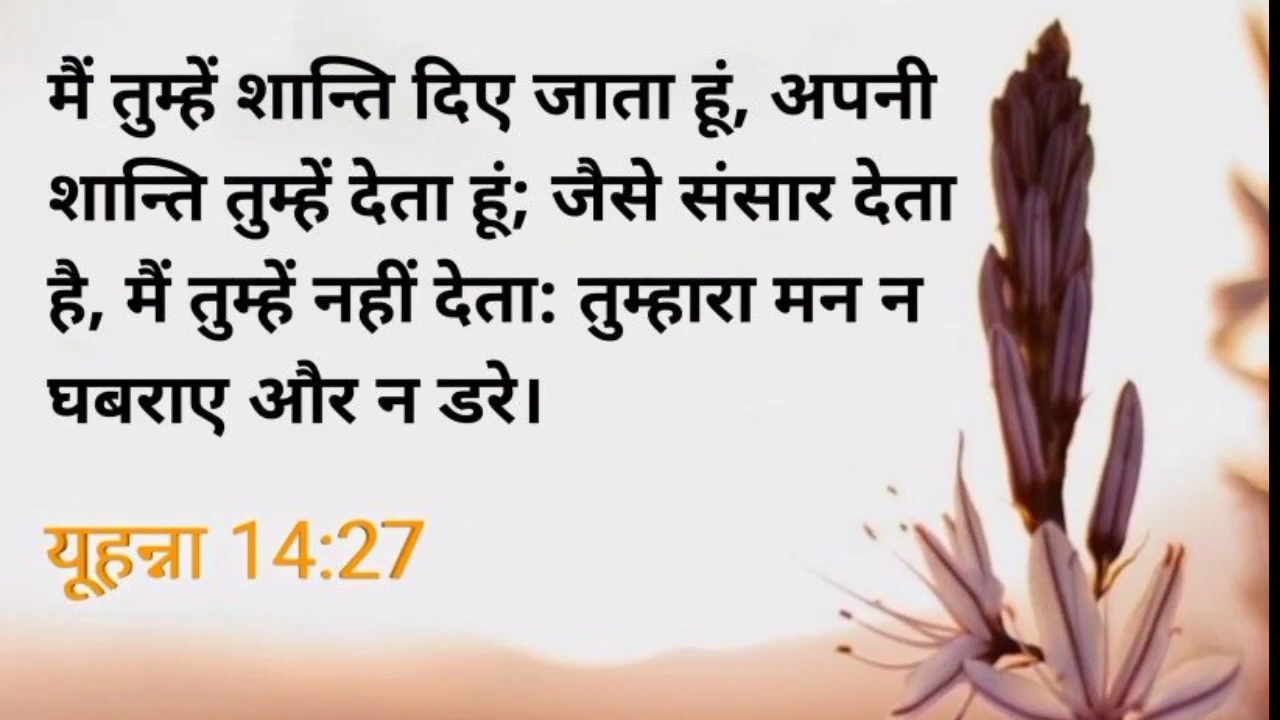 मैं तुम्हें शान्ति दिए जाता हूं, अपनी
शान्ति तुम्हें देता हूं; जैसे संसार देता
है, मैं तुम्हें नहीं देता: तुम्हारा मन न
घबराए और न डरे।
यूहन्ना 14:27